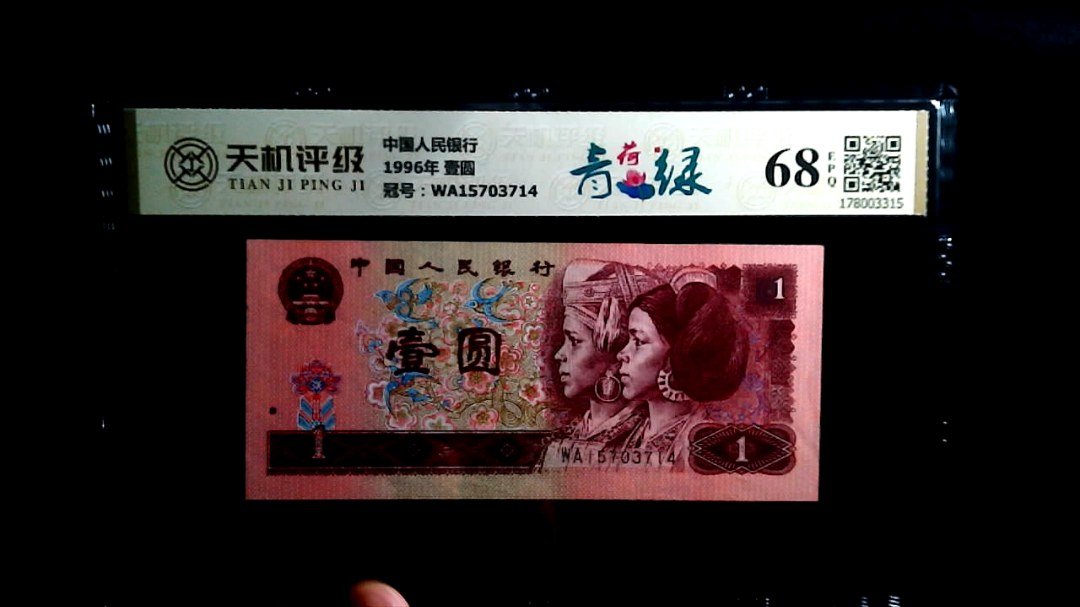 天机评级
TIAN JI PING JI
中国人民银行
1996年 壹圆
冠号：WA15703714
青荷绿
68
EPQ
178003315
中国人民银行
1
壹圆
1
WA15703714
1